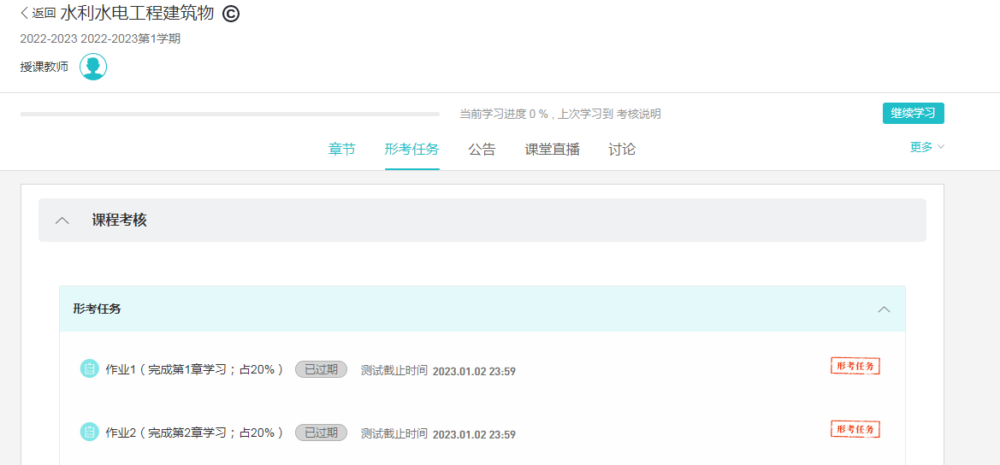 返回 水利水电工程建筑物 ©
2022-2023 2022-2023第1学期
授课教师
当前学习进度 0 % , 上次学习到 考核说明
继续学习
章节 形考任务 公告 课堂直播 讨论
更多
课程考核
形考任务
作业1（完成第1章学习；占20%） 已过期 测试截止时间 2023.01.02 23:59 形考任务
作业2（完成第2章学习；占20%） 已过期 测试截止时间 2023.01.02 23:59 形考任务